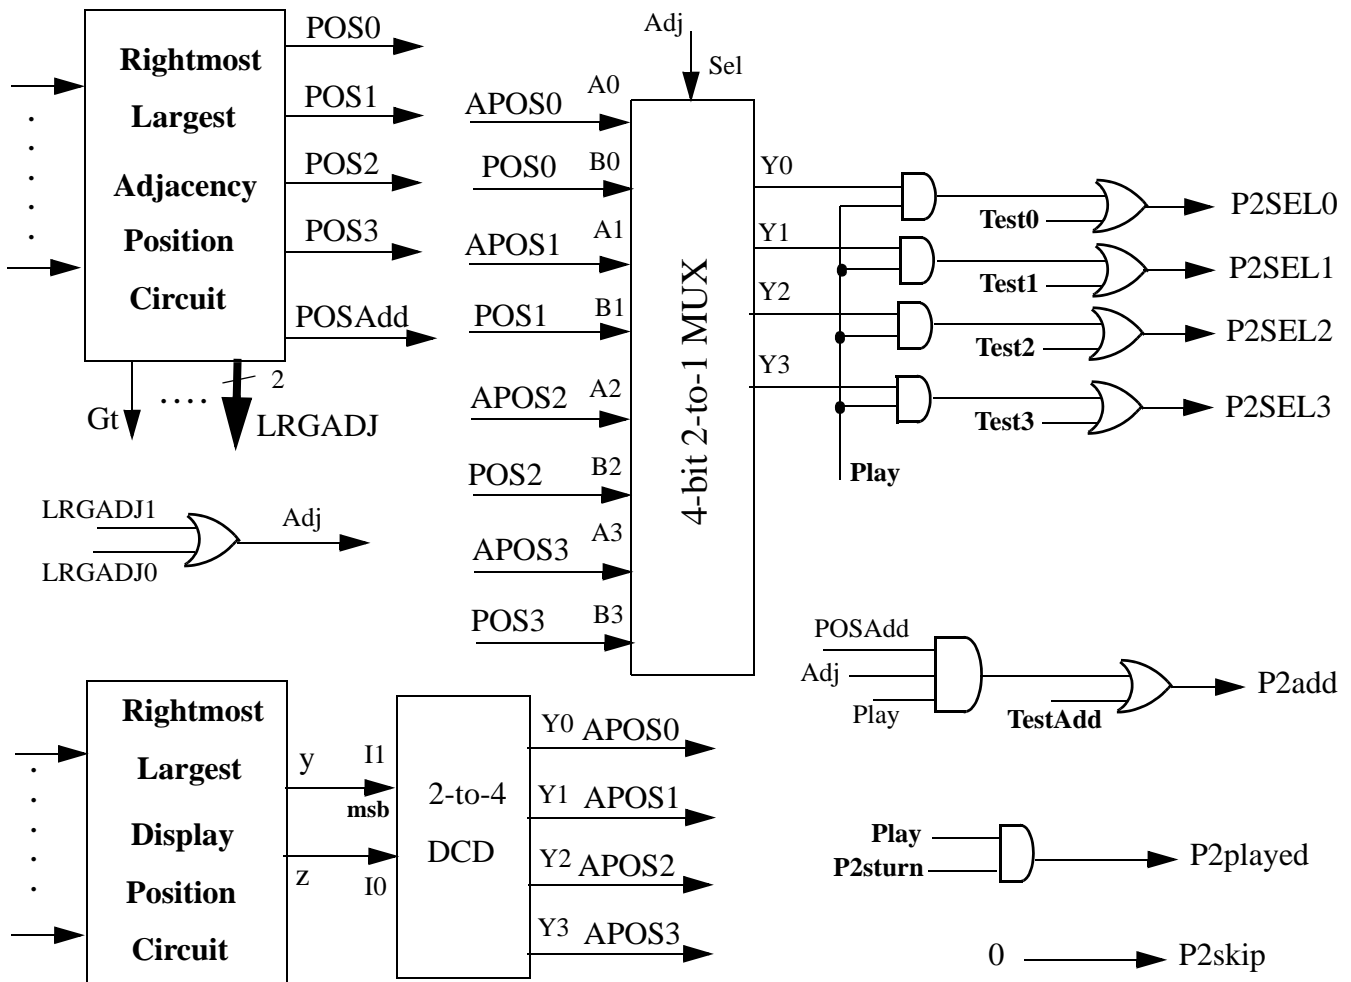 Rightmost
Largest
Adjacency
Position
Circuit
POS0
POS1
POS2
POS3
POSAdd
Gt
2
LRGADJ
LRGADJ1
LRGADJ0
Adj
Adj
Sel
APOS0 A0
POS0 B0
APOS1 A1
POS1 B1
APOS2 A2
POS2 B2
APOS3 A3
POS3 B3
4-bit 2-to-1 MUX
Y0
Y1
Y2
Y3
Test0
Test1
Test2
Test3
Play
P2SEL0
P2SEL1
P2SEL2
P2SEL3
POSAdd
Adj
Play
TestAdd
P2add
Rightmost
Largest
Display
Position
Circuit
y
z
I1
msb
I0
2-to-4
DCD
Y0 APOS0
Y1 APOS1
Y2 APOS2
Y3 APOS3
Play
P2sturn
P2played
0
P2skip